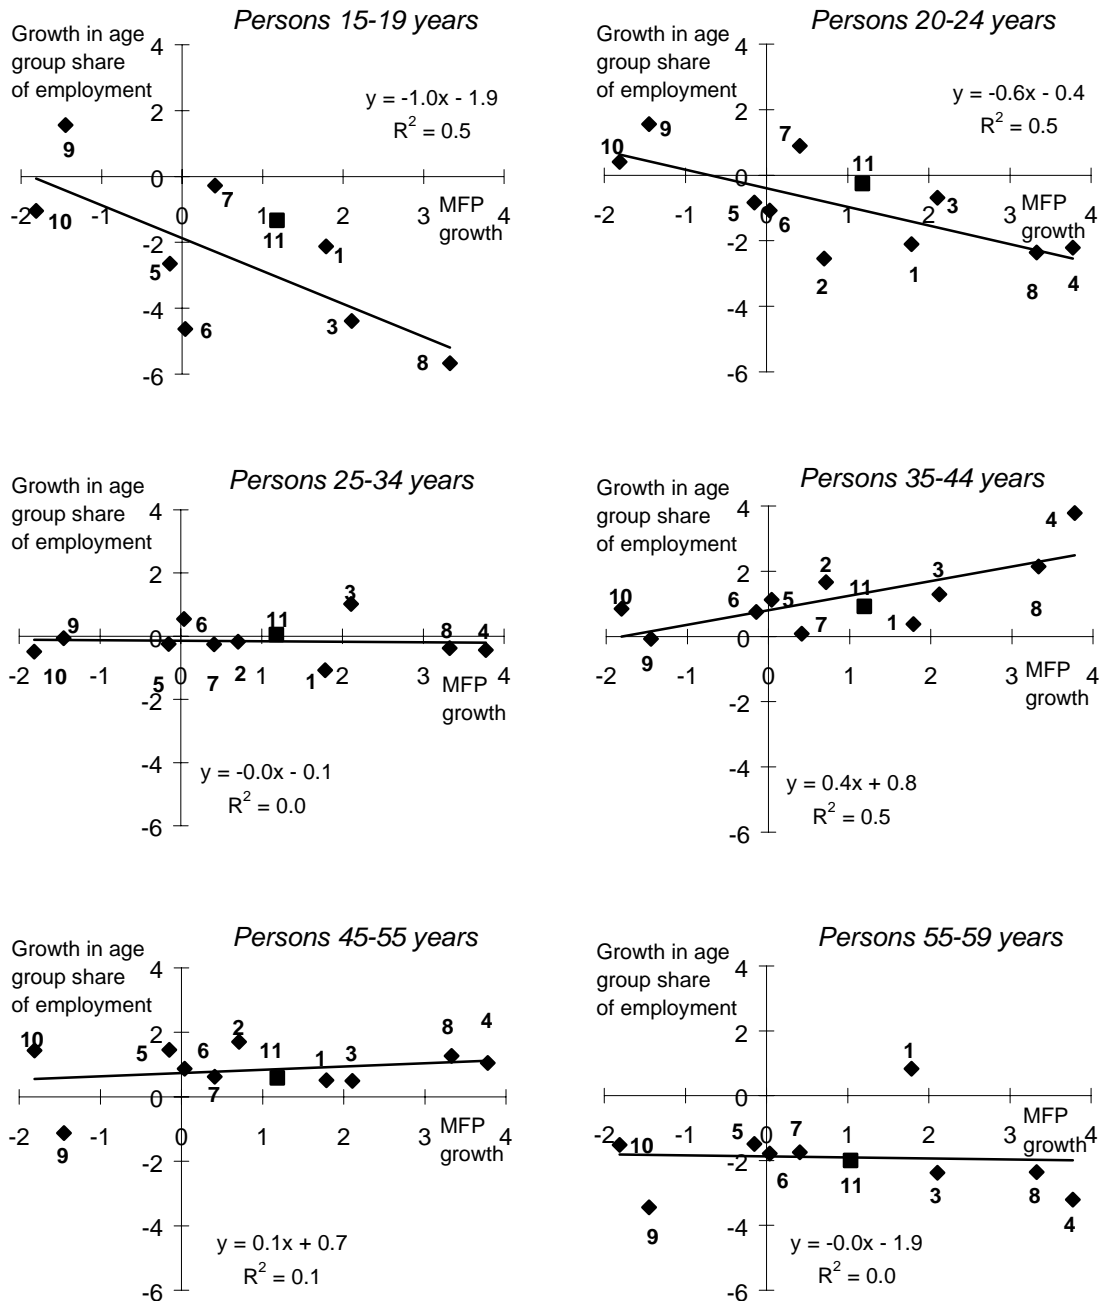 Persons 15-19 years
Growth in age
group share
of employment
4
2
0
-2
-4
-6
-2
-1
0
1
2
3
4
MFP
growth
y = -1.0x - 1.9
R² = 0.5
9
10
5
6
7
11
1
3
8
Persons 20-24 years
Growth in age
group share
of employment
4
2
0
-2
-4
-6
-2
-1
0
1
2
3
4
MFP
growth
y = -0.6x - 0.4
R² = 0.5
10
9
5
6
7
2
11
1
3
8
4
Persons 25-34 years
Growth in age
group share
of employment
4
2
0
-2
-4
-6
-2
-1
0
1
2
3
4
MFP
growth
10
9
5
6
7
2
11
1
3
8
4
y = -0.0x - 0.1
R² = 0.0
Persons 35-44 years
Growth in age
group share
of employment
4
2
0
-2
-4
-6
-2
-1
0
1
2
3
4
MFP
growth
10
9
6
5
7
2
11
1
3
8
4
y = 0.4x + 0.8
R² = 0.5
Persons 45-55 years
Growth in age
group share
of employment
4
2
0
-2
-4
-6
-2
-1
0
1
2
3
4
MFP
growth
10
9
5
6
7
2
11
1
3
8
4
y = 0.1x + 0.7
R² = 0.1
Persons 55-59 years
Growth in age
group share
of employment
4
2
0
-2
-4
-6
-2
-1
0
1
2
3
4
MFP
growth
10
9
5
6
7
11
1
3
8
4
y = -0.0x - 1.9
R² = 0.0